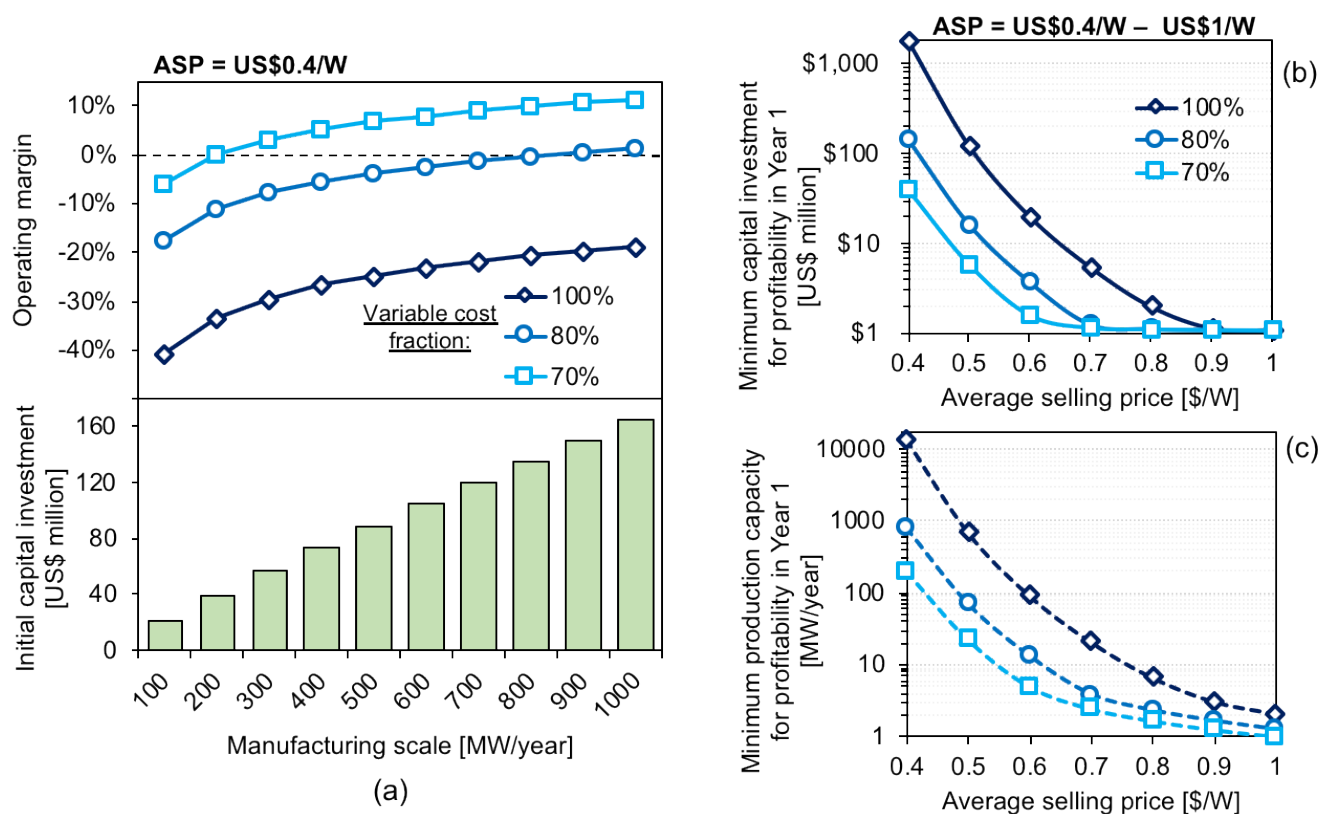 ASP = US$0.4/W
Operating margin
10%
0%
-10%
-20%
-30%
-40%
Variable cost
fraction:
100%
80%
70%
Initial capital investment
[US$ million]
160
120
80
40
0
100
200
300
400
500
600
700
800
900
1000
Manufacturing scale [MW/year]
(a)
ASP = US$0.4/W – US$1/W
(b)
Minimum capital investment
for profitability in Year 1
[US$ million]
$1,000
$100
$10
$1
100%
80%
70%
0.4 0.5 0.6 0.7 0.8 0.9 1
Average selling price [$/W]
(c)
Minimum production capacity
for profitability in Year 1
[MW/year]
10000
1000
100
10
1
0.4 0.5 0.6 0.7 0.8 0.9 1
Average selling price [$/W]